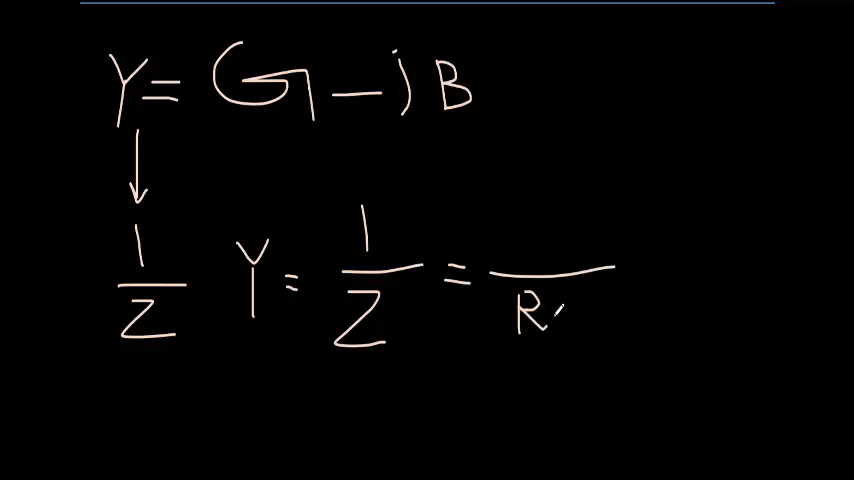 Y = G - jB
1/Z Y = 1/Z = /R